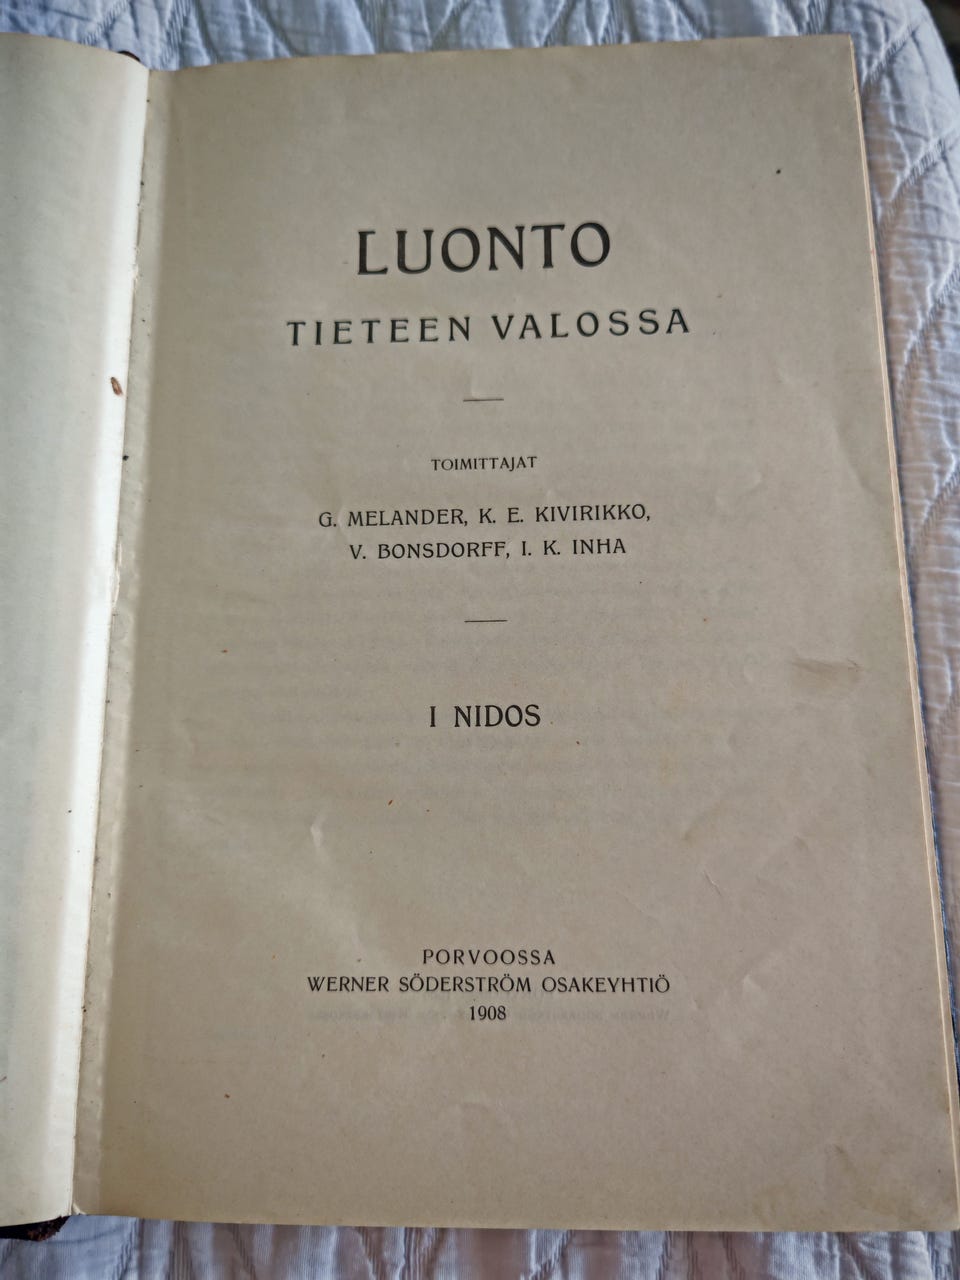 LUONTO
TIETEEN VALOSSA
TOIMITTAJAT
G. MELANDER, K. E. KIVIRIKKO,
V. BONSDORFF, I. K. INHA
I NIDOS
PORVOOSSA
WERNER SÖDERSTRÖM OSAKEYHTIÖ
1908